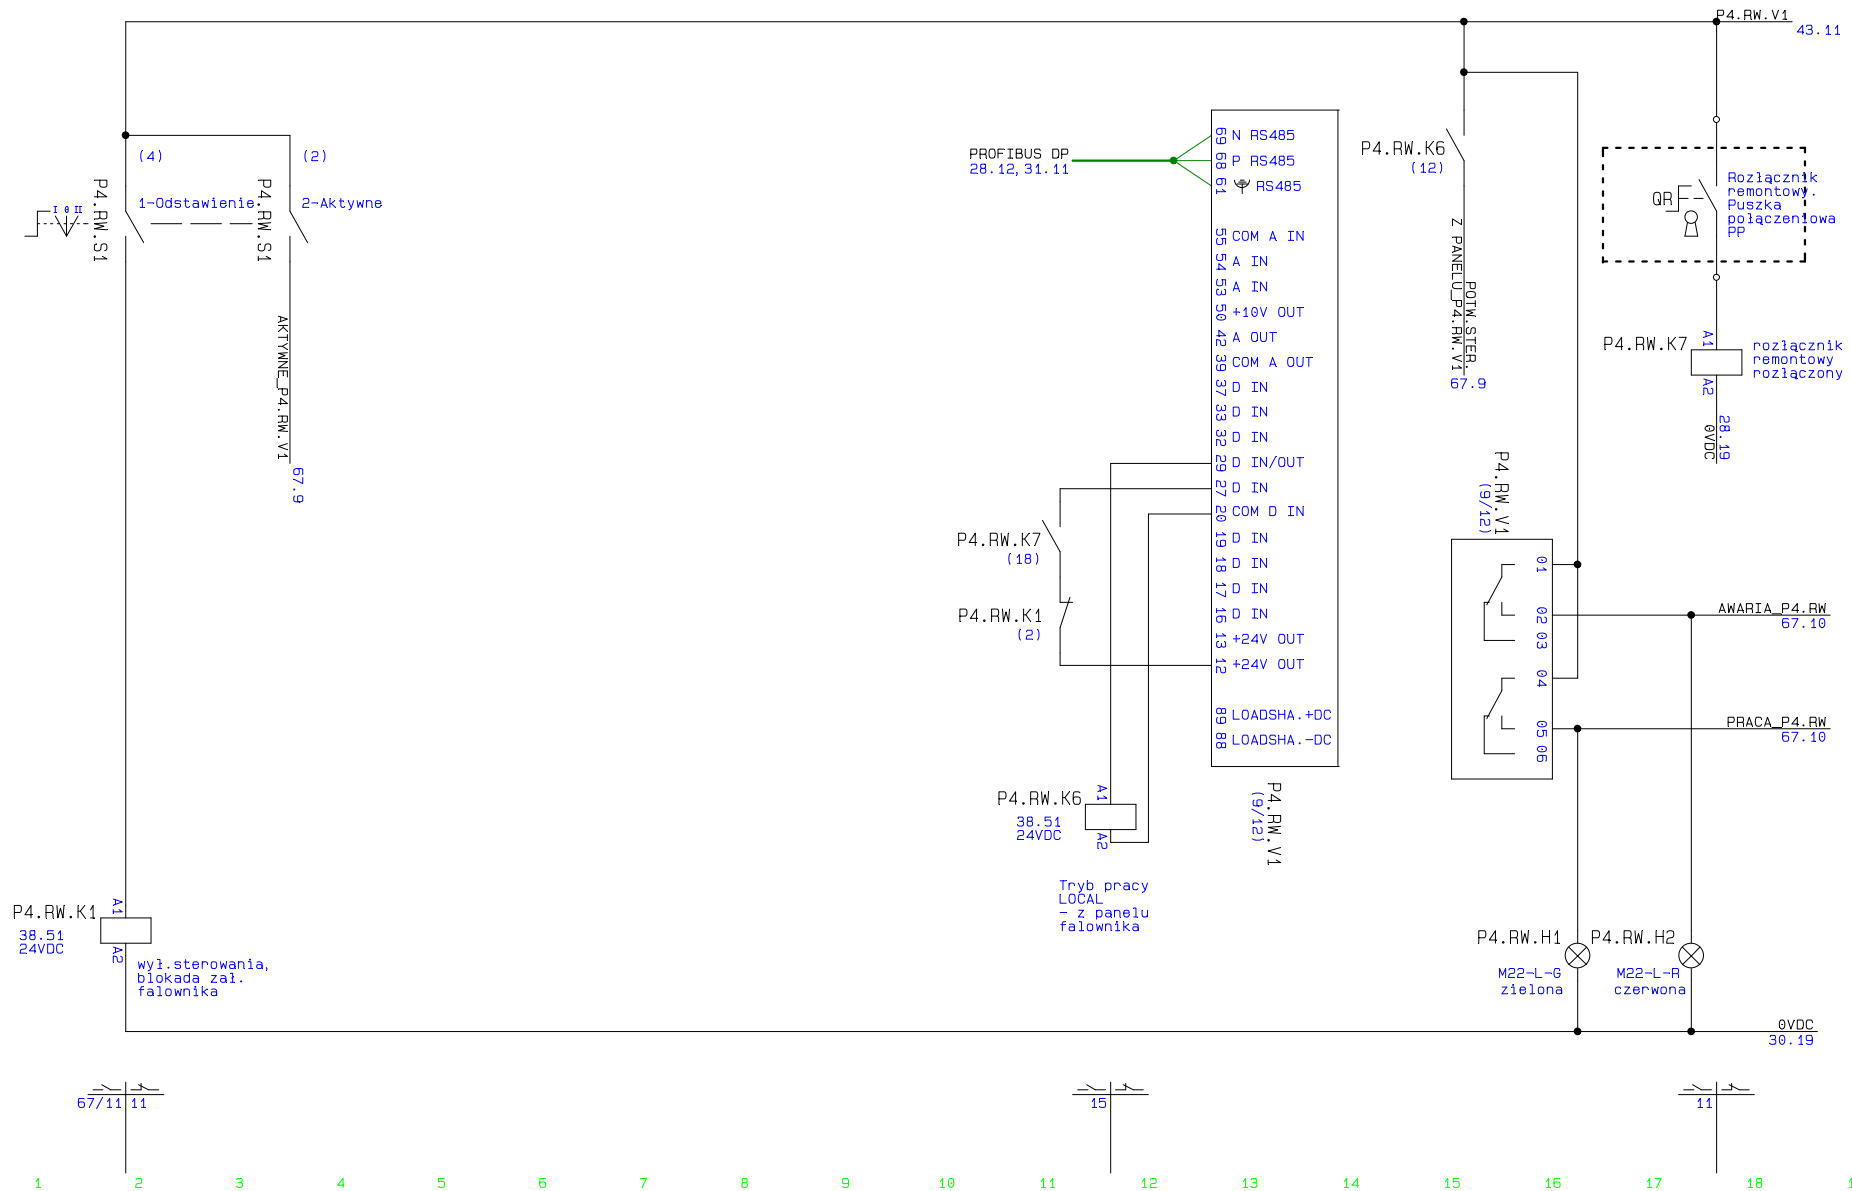 P4.RW.V1
43.11
(4)
(2)
P4.RW.S1
I 0 II
1-Odstawienie
P4.RW.S1
2-Aktywne
AKTYWNE_P4.RW.V1
67.9
PROFIBUS DP
28.12, 31.11
69 N RS485
68 P RS485
61 RS485
55 COM A IN
54 A IN
53 A IN
50 +10V OUT
42 A OUT
39 COM A OUT
37 D IN
33 D IN
32 D IN
29 D IN/OUT
27 D IN
20 COM D IN
19 D IN
18 D IN
17 D IN
16 D IN
13 +24V OUT
12 +24V OUT
89 LOADSHA.+DC
88 LOADSHA.-DC
P4.RW.V1
(9/12)
P4.RW.K7
(18)
P4.RW.K1
(2)
P4.RW.K6
38.51
24VDC
A1
A2
Tryb pracy
LOCAL
- z panelu
falownika
P4.RW.K6
(12)
POTW.STER.
Z PANELU_P4.RW.V1
67.9
QR
Rozłącznik
remontowy.
Puszka
połączeniowa
PP
P4.RW.K7
A1
A2
rozłącznik
remontowy
rozłączony
28.19
0VDC
P4.RW.V1
(9/12)
01
02
03
04
05
06
AWARIA_P4.RW
67.10
PRACA_P4.RW
67.10
P4.RW.K1
38.51
24VDC
A1
A2
wył.sterowania,
blokada zał.
falownika
P4.RW.H1
M22-L-G
zielona
P4.RW.H2
M22-L-R
czerwona
0VDC
30.19
67/11 11
15
11
1 2 3 4 5 6 7 8 9 10 11 12 13 14 15 16 17 18